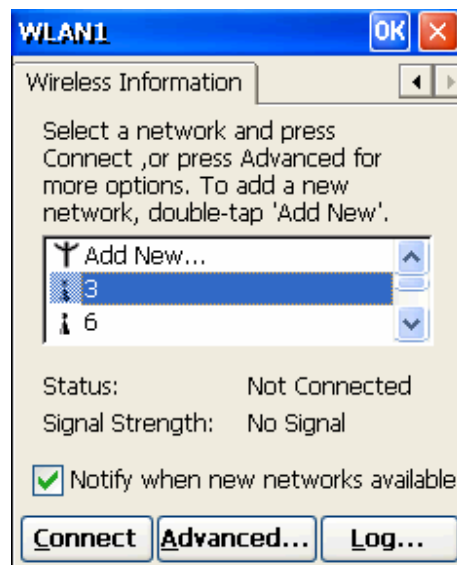 WLAN1 OK
Wireless Information
Select a network and press
Connect ,or press Advanced for
more options. To add a new
network, double-tap 'Add New'.
Add New...
3
6
Status: Not Connected
Signal Strength: No Signal
Notify when new networks available
Connect Advanced... Log...